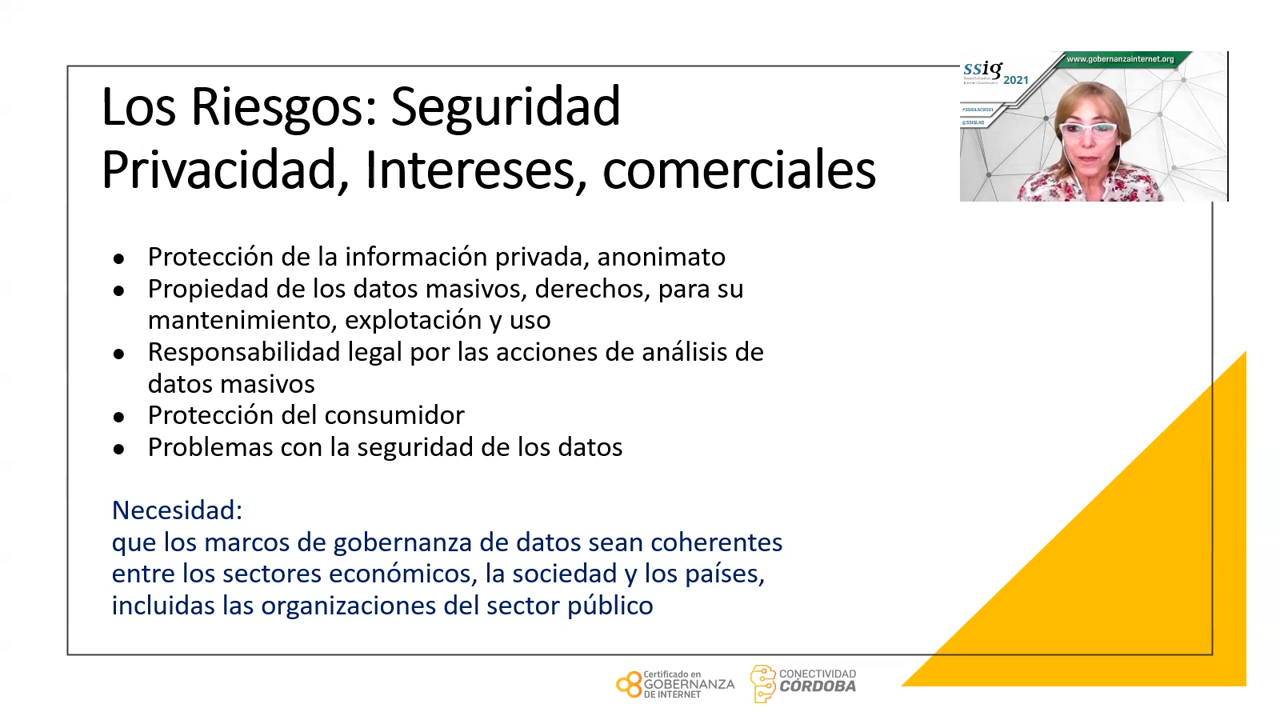 Los Riesgos: Seguridad
Privacidad, Intereses, comerciales
ssig
2021
www.gobernanzainternet.org
• Protección de la información privada, anonimato
• Propiedad de los datos masivos, derechos, para su
mantenimiento, explotación y uso
• Responsabilidad legal por las acciones de análisis de
datos masivos
• Protección del consumidor
• Problemas con la seguridad de los datos
Necesidad:
que los marcos de gobernanza de datos sean coherentes
entre los sectores económicos, la sociedad y los países,
incluidas las organizaciones del sector público
Certificado en
GOBERNANZA
DE INTERNET
CONECTIVIDAD
CÓRDOBA